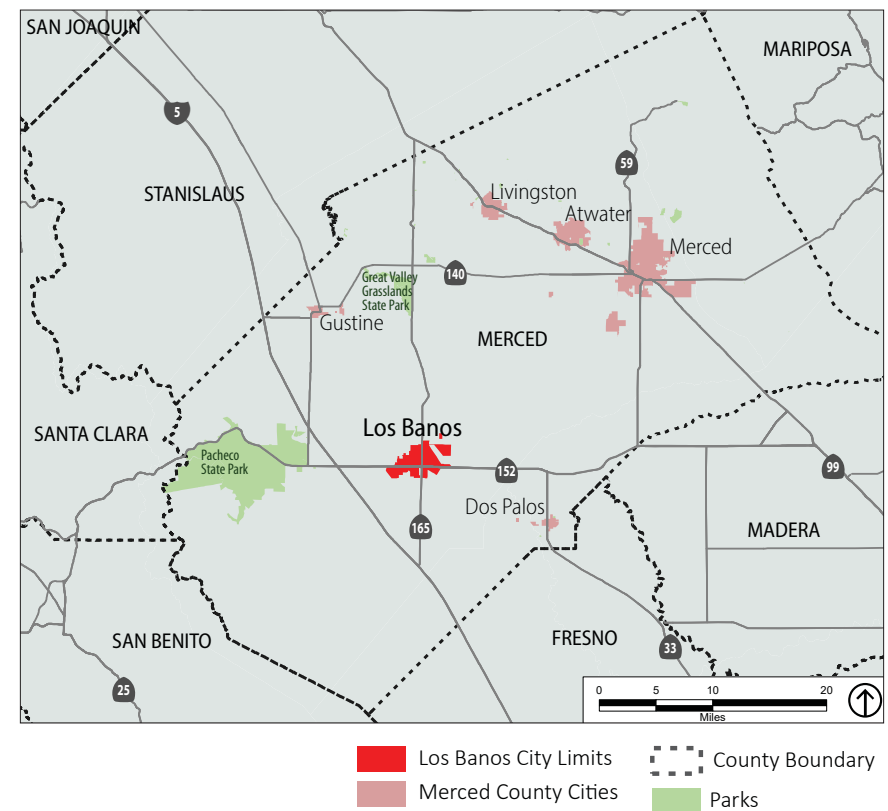 SAN JOAQUIN
MARIPOSA
5
59
STANISLAUS
Livingston
Atwater
Merced
140
Great Valley
Grasslands
State Park
Gustine
MERCED
Los Banos
SANTA CLARA
Pacheco
State Park
152
99
Dos Palos
165
MADERA
SAN BENITO
FRESNO
33
25
0 5 10 20
Miles
Los Banos City Limits
County Boundary
Merced County Cities
Parks